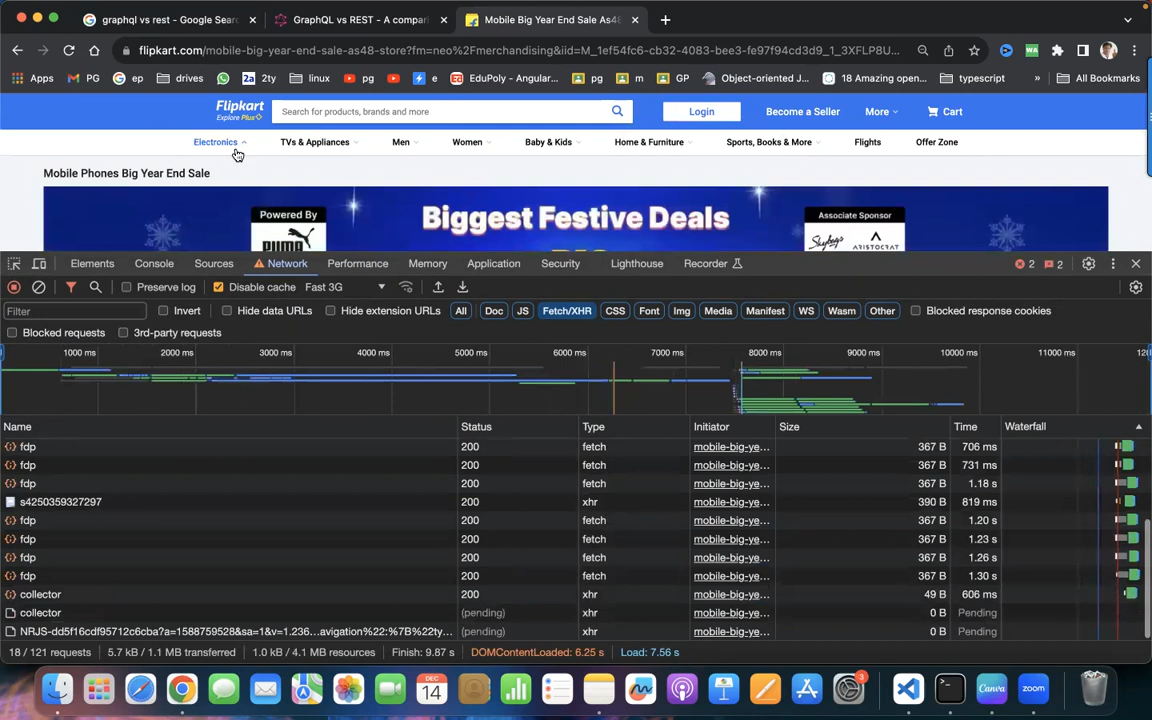 graphql vs rest - Google Sear
GraphQL vs REST - A compari
Mobile Big Year End Sale As48
flipkart.com/mobile-big-year-end-sale-as48-store?fm=neo%2Fmerchandising&iid=M_1ef54fc6-cb32-4083-bee3-fe97f94cd3d9_1_3XFLP8U...
Apps PG ep drives 2a 2ty linux pg e Ed EduPoly - Angular... pg m GP Object-oriented J... 18 Amazing open... typescript » All Bookmarks
Flipkart Search for products, brands and more Login Become a Seller More Cart
Explore Plus
Electronics TVs & Appliances Men Women Baby & Kids Home & Furniture Sports, Books & More Flights Offer Zone
Mobile Phones Big Year End Sale
Powered By Biggest Festive Deals Associate Sponsor
PUMA Skybags ARISTOCRAT
Elements Console Sources Network Performance Memory Application Security Lighthouse Recorder 2 2
Preserve log Disable cache Fast 3G
Filter Invert Hide data URLs Hide extension URLs All Doc JS Fetch/XHR CSS Font Img Media Manifest WS Wasm Other Blocked response cookies
Blocked requests 3rd-party requests
1000 ms 2000 ms 3000 ms 4000 ms 5000 ms 6000 ms 7000 ms 8000 ms 9000 ms 10000 ms 11000 ms
Name Status Type Initiator Size Time Waterfall
fdp 200 fetch mobile-big-ye... 367 B 706 ms
fdp 200 fetch mobile-big-ye... 367 B 731 ms
fdp 200 fetch mobile-big-ye... 367 B 1.18 s
s4250359327297 200 xhr mobile-big-ye... 390 B 819 ms
fdp 200 fetch mobile-big-ye... 367 B 1.20 s
fdp 200 fetch mobile-big-ye... 367 B 1.23 s
fdp 200 fetch mobile-big-ye... 367 B 1.26 s
fdp 200 fetch mobile-big-ye... 367 B 1.30 s
collector 200 xhr mobile-big-ye... 49 B 606 ms
collector (pending) xhr mobile-big-ye... 0 B Pending
NRJS-dd5f16cdf95712c6cba?a=1588759528&sa=1&v=1.236...avigation%22:%7B%22ty... (pending) xhr mobile-big-ye... 0 B Pending
18 / 121 requests 5.7 kB / 1.1 MB transferred 1.0 kB / 4.1 MB resources Finish: 9.87 s DOMContentLoaded: 6.25 s Load: 7.56 s
DEC
14
3
Canva
zoom